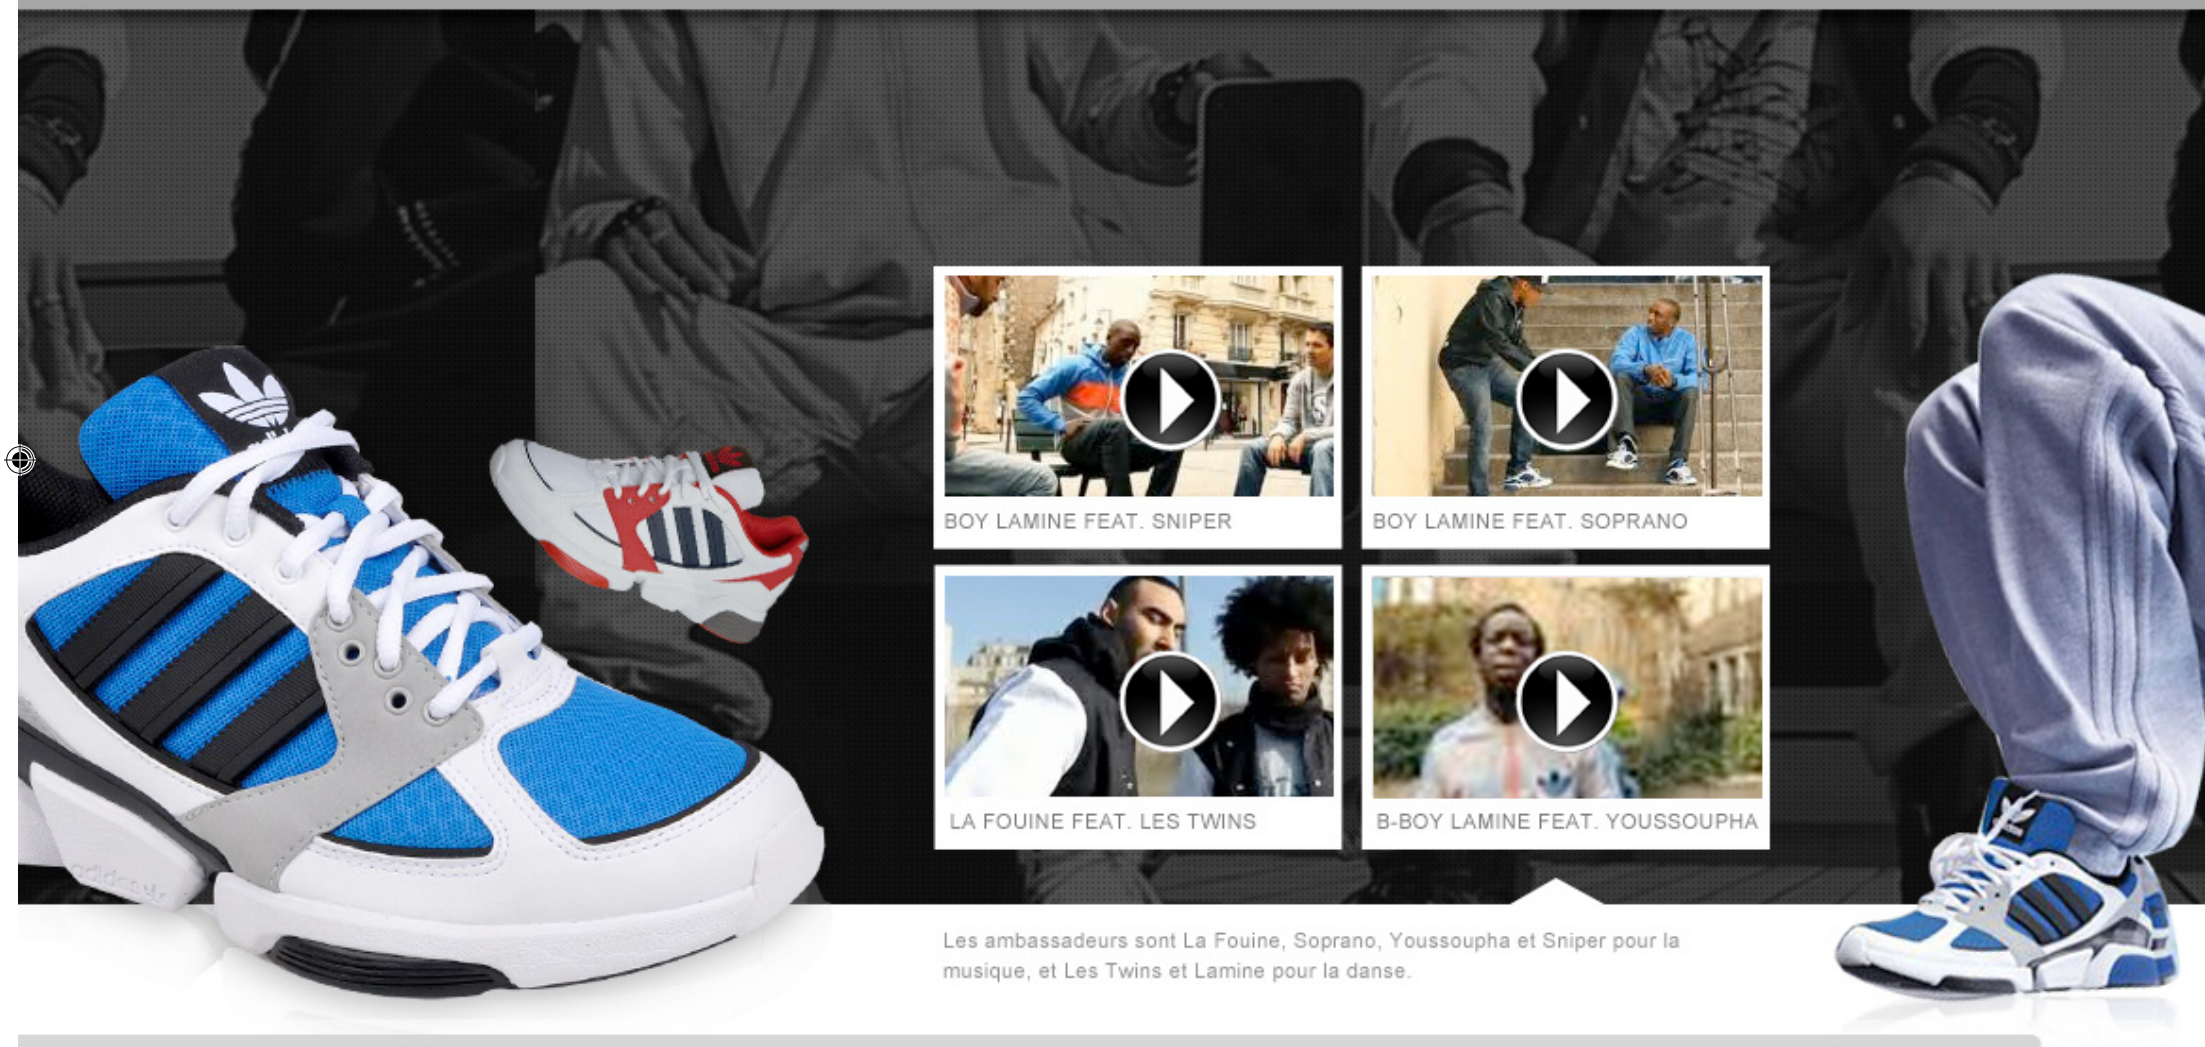 adidas
BOY LAMINE FEAT. SNIPER
BOY LAMINE FEAT. SOPRANO
LA FOUINE FEAT. LES TWINS
B-BOY LAMINE FEAT. YOUSSOUPHA
Les ambassadeurs sont La Fouine, Soprano, Youssoupha et Sniper pour la
musique, et Les Twins et Lamine pour la danse.